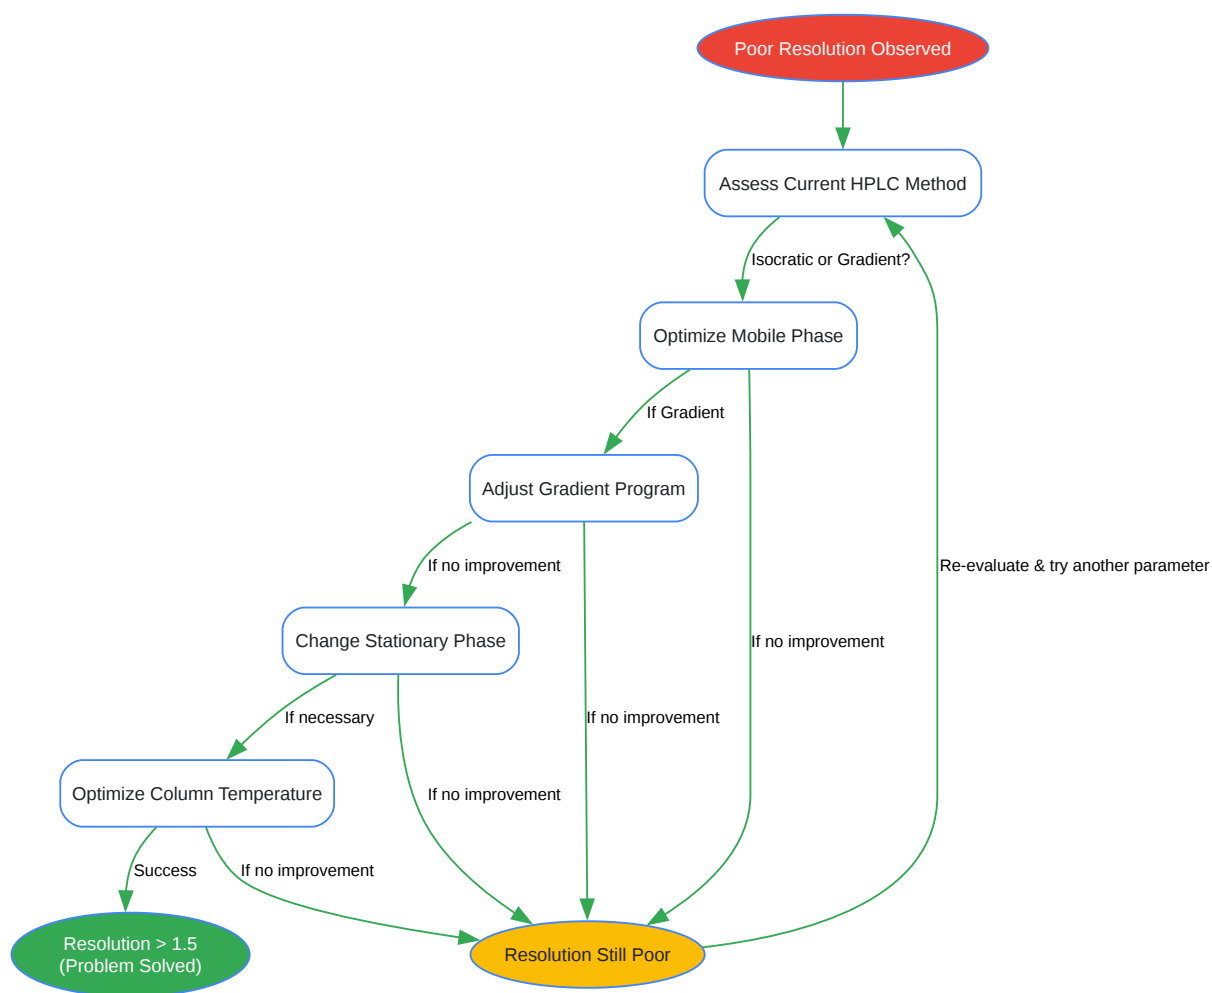 Poor Resolution Observed
Assess Current HPLC Method
Isocratic or Gradient?
Optimize Mobile Phase
If Gradient
Adjust Gradient Program
If no improvement
Re-evaluate & try another parameter
Change Stationary Phase
If no improvement
If necessary
If no improvement
Optimize Column Temperature
If no improvement
Success
If no improvement
Resolution > 1.5
(Problem Solved)
Resolution Still Poor